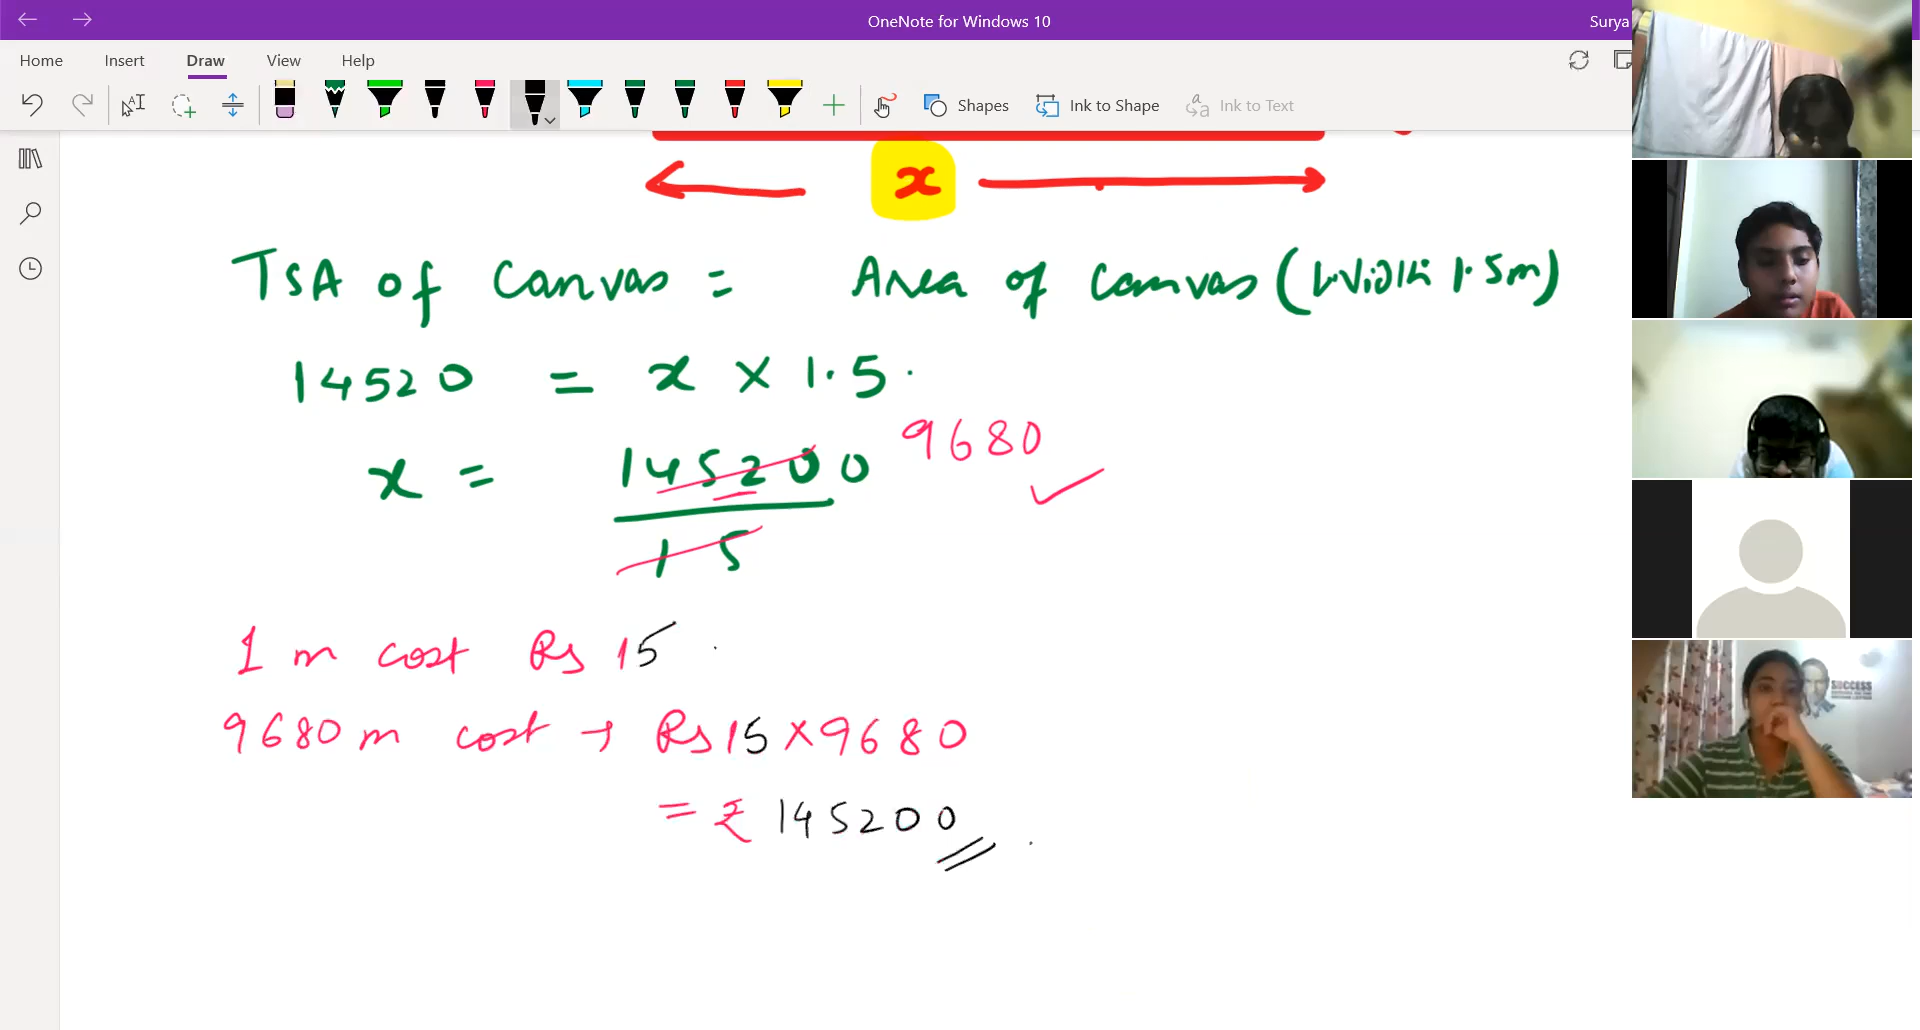 OneNote for Windows 10
Surya
Home Insert Draw View Help
Shapes Ink to Shape Ink to Text
x
TSA of Canvas = Area of canvas (Width 1.5m)
14520 = x × 1.5.
x = 145200 9680
15
1 m cost Rs 15
9680 m cost → Rs 15 × 9680
= ₹ 145200
SUCCESS